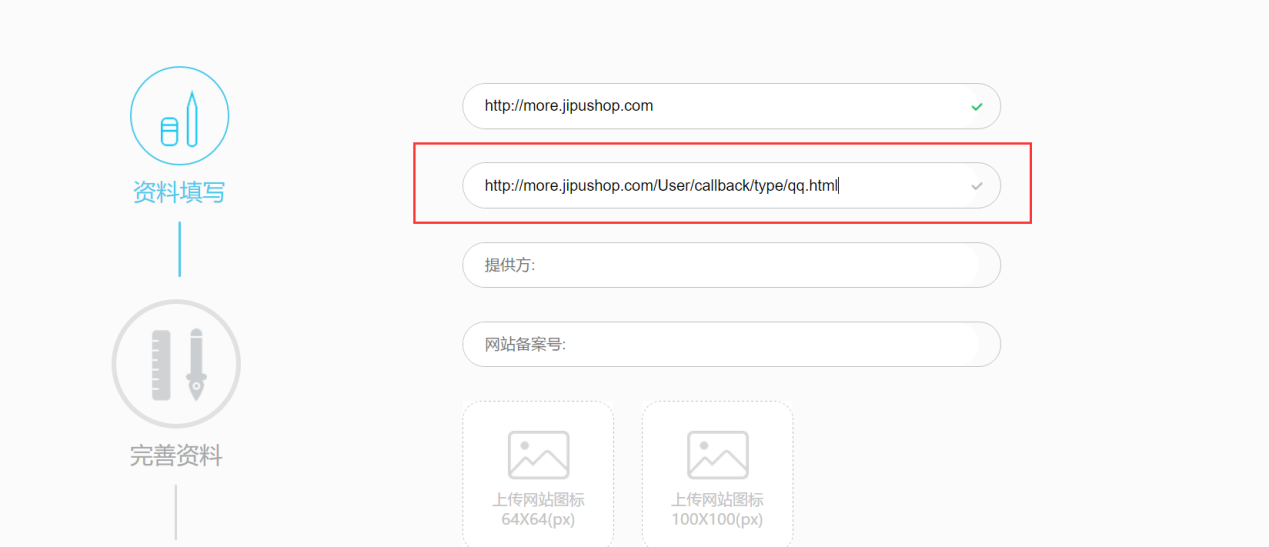 http://more.jipushop.com
资料填写
http://more.jipushop.com/User/callback/type/qq.html
提供方:
网站备案号:
完善资料
上传网站图标
64X64(px)
上传网站图标
100X100(px)